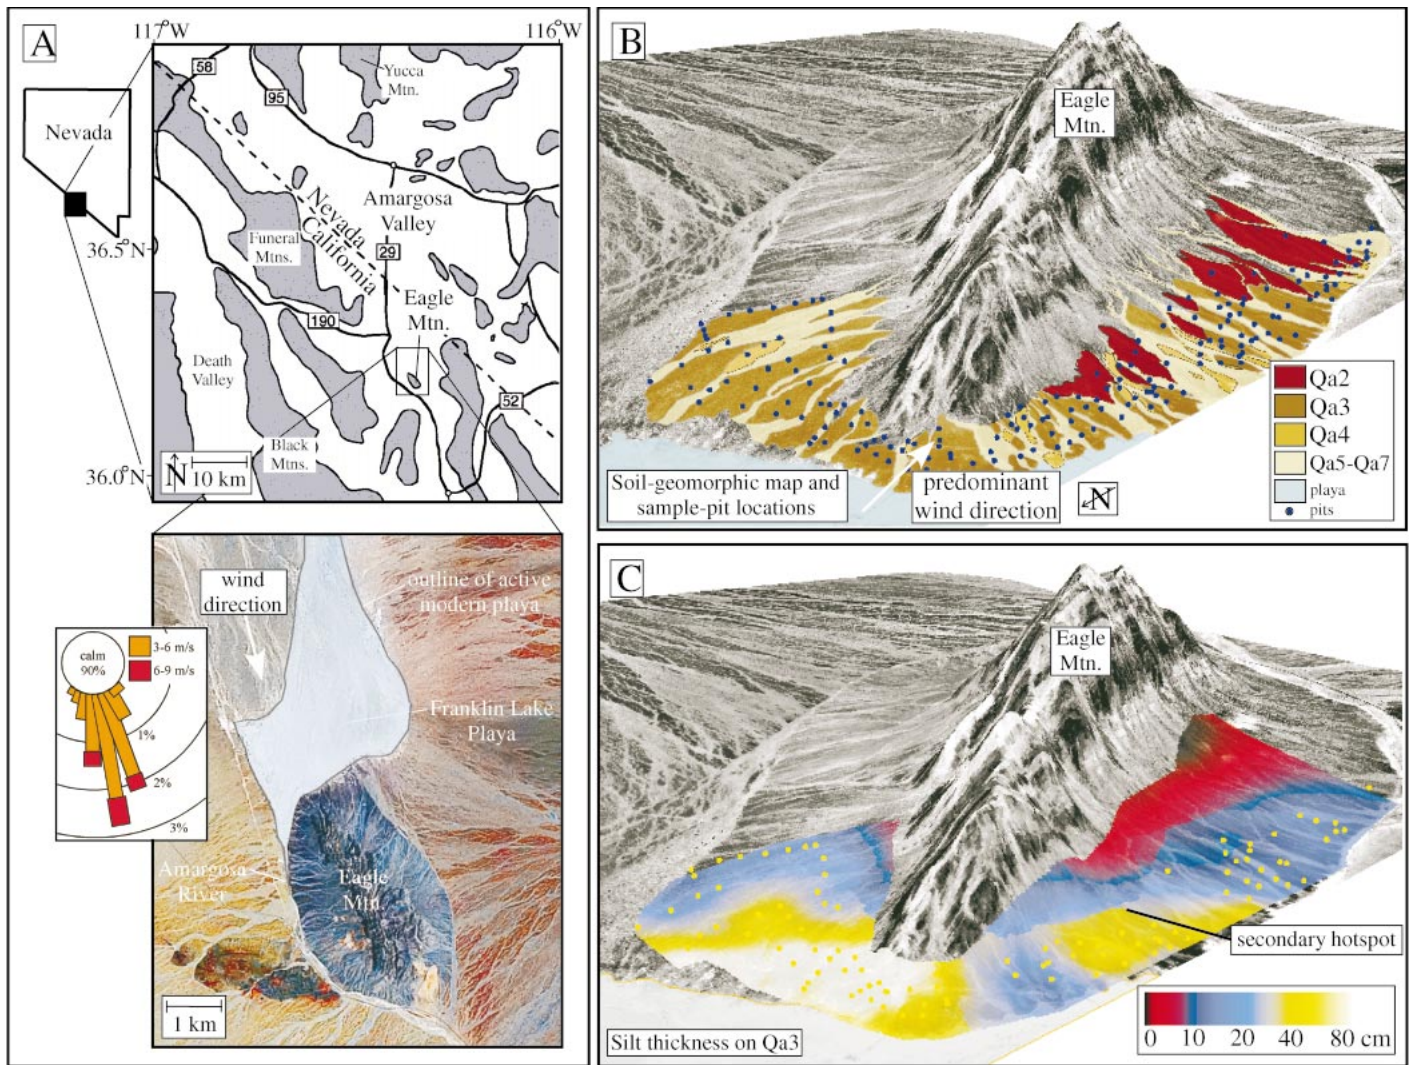 A
117°W
116°W
58
Yucca
Mtn.
95
Nevada
Amargosa
Valley
Nevada
California
36.5°N
Funeral
Mtns.
29
Eagle
Mtn.
190
Death
Valley
52
Black
Mtns.
36.0°N
N
10 km
wind
direction
outline of active
modern playa
calm
90%
3-6 m/s
6-9 m/s
1%
2%
3%
Franklin Lake
Playa
Amargosa
River
Eagle
Mtn.
1 km
B
Eagle
Mtn.
Qa2
Qa3
Qa4
Qa5-Qa7
playa
pits
Soil-geomorphic map and
sample-pit locations
predominant
wind direction
N
C
Eagle
Mtn.
secondary hotspot
0 10 20 40 80 cm
Silt thickness on Qa3